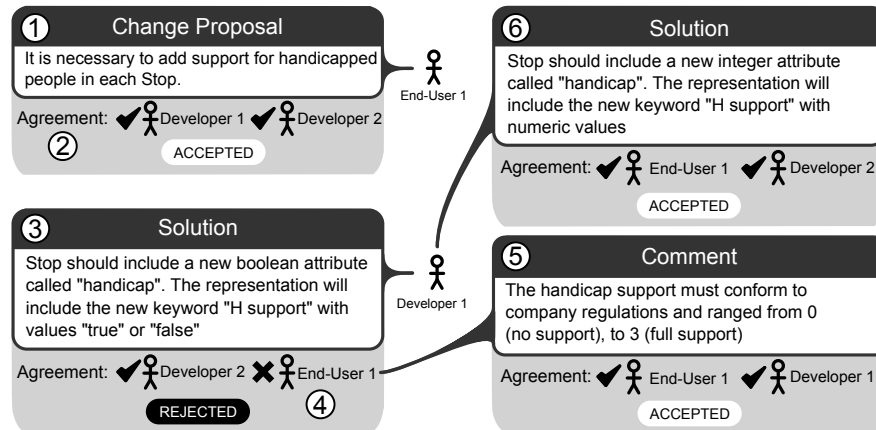 1
Change Proposal
It is necessary to add support for handicapped
people in each Stop.
Agreement: Developer 1 Developer 2
2
ACCEPTED
End-User 1
3
Solution
Stop should include a new boolean attribute
called "handicap". The representation will
include the new keyword "H support" with
values "true" or "false"
Agreement: Developer 2 End-User 1
4
REJECTED
Developer 1
6
Solution
Stop should include a new integer attribute
called "handicap". The representation will
include the new keyword "H support" with
numeric values
Agreement: End-User 1 Developer 2
ACCEPTED
5
Comment
The handicap support must conform to
company regulations and ranged from 0
(no support), to 3 (full support)
Agreement: End-User 1 Developer 1
ACCEPTED